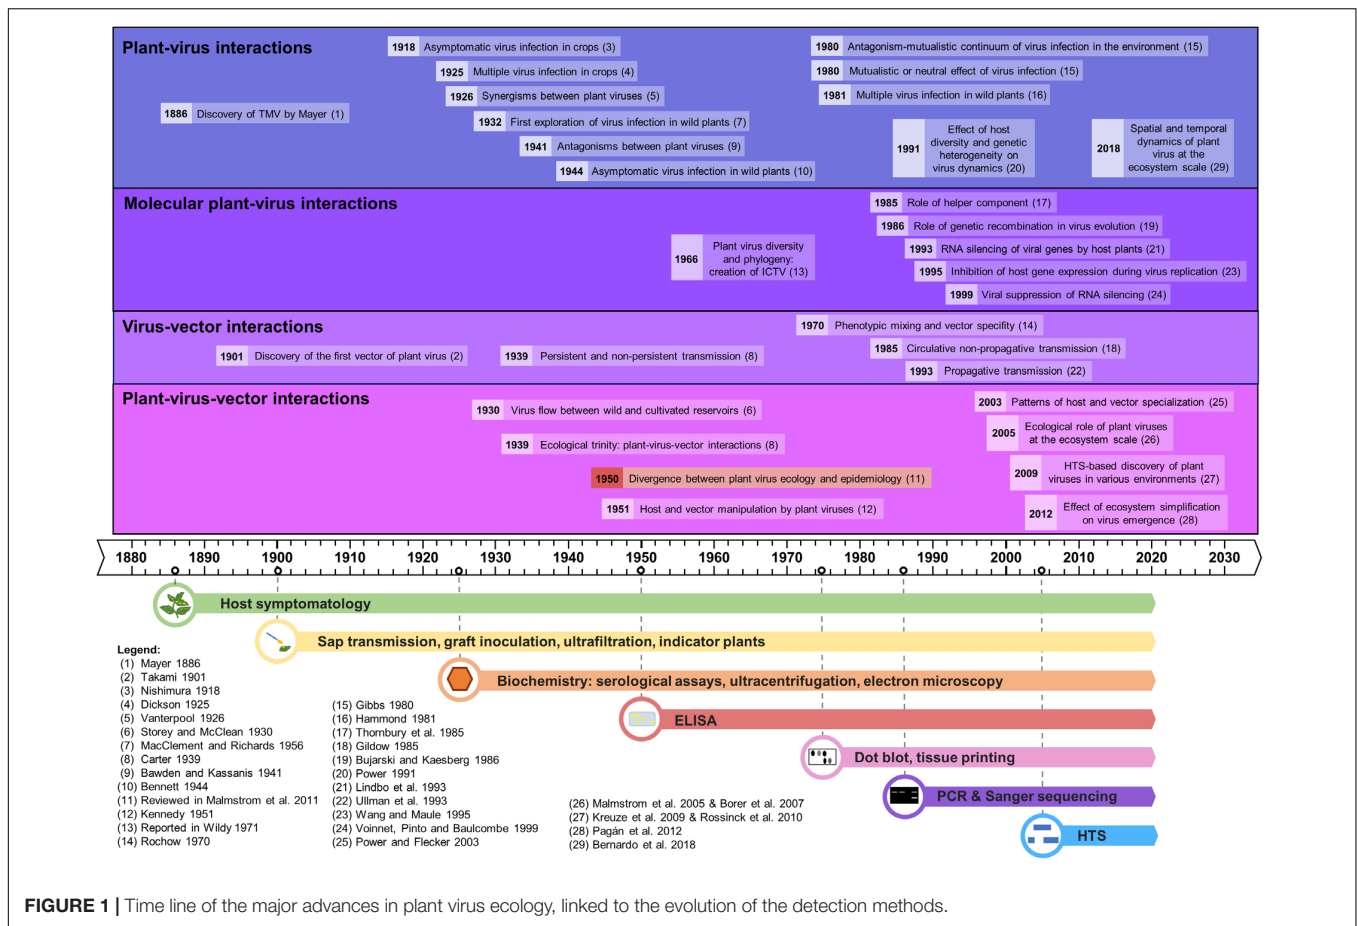 Plant-virus interactions
1886 Discovery of TMV by Mayer (1)
1918 Asymptomatic virus infection in crops (3)
1925 Multiple virus infection in crops (4)
1926 Synergisms between plant viruses (5)
1932 First exploration of virus infection in wild plants (7)
1941 Antagonisms between plant viruses (9)
1944 Asymptomatic virus infection in wild plants (10)
1980 Antagonism-mutualistic continuum of virus infection in the environment (15)
1980 Mutualistic or neutral effect of virus infection (15)
1981 Multiple virus infection in wild plants (16)
1991
Effect of host
diversity and genetic
heterogeneity on
virus dynamics (20)
2018
Spatial and temporal
dynamics of plant
virus at the
ecosystem scale (29)
Molecular plant-virus interactions
1966
Plant virus diversity
and phylogeny:
creation of ICTV (13)
1985 Role of helper component (17)
1986 Role of genetic recombination in virus evolution (19)
1993 RNA silencing of viral genes by host plants (21)
1995 Inhibition of host gene expression during virus replication (23)
1999 Viral suppression of RNA silencing (24)
Virus-vector interactions
1901 Discovery of the first vector of plant virus (2)
1939 Persistent and non-persistent transmission (8)
1970 Phenotypic mixing and vector specifity (14)
1985 Circulative non-propagative transmission (18)
1993 Propagative transmission (22)
Plant-virus-vector interactions
1930 Virus flow between wild and cultivated reservoirs (6)
1939 Ecological trinity: plant-virus-vector interactions (8)
1950 Divergence between plant virus ecology and epidemiology (11)
1951 Host and vector manipulation by plant viruses (12)
2003 Patterns of host and vector specialization (25)
2005
Ecological role of plant viruses
at the ecosystem scale (26)
2009
HTS-based discovery of plant
viruses in various environments (27)
2012
Effect of ecosystem simplification
on virus emergence (28)
1880 1890 1900 1910 1920 1930 1940 1950 1960 1970 1980 1990 2000 2010 2020 2030
Host symptomatology
Sap transmission, graft inoculation, ultrafiltration, indicator plants
Biochemistry: serological assays, ultracentrifugation, electron microscopy
ELISA
Dot blot, tissue printing
PCR & Sanger sequencing
HTS
Legend:
(1) Mayer 1886
(2) Takami 1901
(3) Nishimura 1918
(4) Dickson 1925
(5) Vanterpool 1926
(6) Storey and McClean 1930
(7) MacClement and Richards 1956
(8) Carter 1939
(9) Bawden and Kassanis 1941
(10) Bennett 1944
(11) Reviewed in Malmstrom et al. 2011
(12) Kennedy 1951
(13) Reported in Wildy 1971
(14) Rochow 1970
(15) Gibbs 1980
(16) Hammond 1981
(17) Thornbury et al. 1985
(18) Gildow 1985
(19) Bujarski and Kaesberg 1986
(20) Power 1991
(21) Lindbo et al. 1993
(22) Ullman et al. 1993
(23) Wang and Maule 1995
(24) Voinnet, Pinto and Baulcombe 1999
(25) Power and Flecker 2003
(26) Malmstrom et al. 2005 & Borer et al. 2007
(27) Kreuze et al. 2009 & Rossinck et al. 2010
(28) Pagán et al. 2012
(29) Bernardo et al. 2018
FIGURE 1 | Time line of the major advances in plant virus ecology, linked to the evolution of the detection methods.